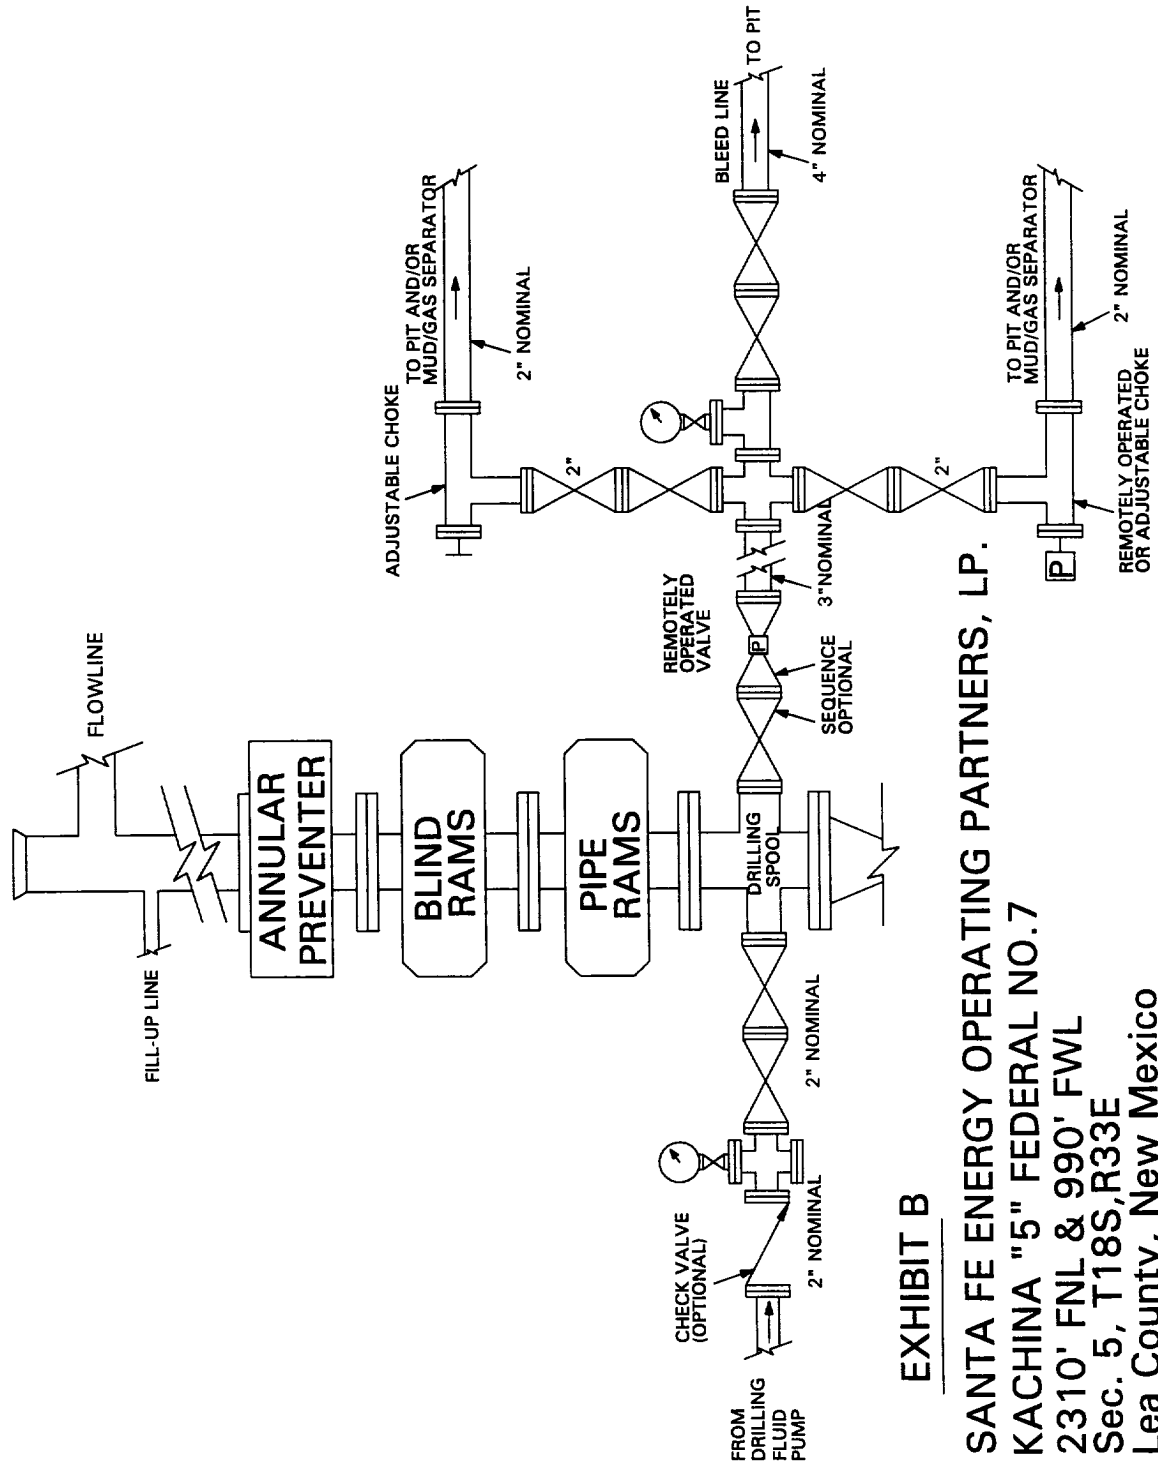 FLOWLINE
FILL-UP LINE
ANNULAR
PREVENTER
BLIND
RAMS
PIPE
RAMS
DRILLING
SPOOL
FROM
DRILLING
FLUID
PUMP
CHECK VALVE
(OPTIONAL)
2" NOMINAL
2" NOMINAL
SEQUENCE
OPTIONAL
REMOTELY
OPERATED
VALVE
P
3"NOMINAL
ADJUSTABLE CHOKE
TO PIT AND/OR
MUD/GAS SEPARATOR
2" NOMINAL
2"
BLEED LINE
TO PIT
4" NOMINAL
2"
TO PIT AND/OR
MUD/GAS SEPARATOR
2" NOMINAL
P
REMOTELY OPERATED
OR ADJUSTABLE CHOKE
EXHIBIT B
SANTA FE ENERGY OPERATING PARTNERS, LP.
KACHINA "5" FEDERAL NO.7
2310' FNL & 990' FWL
Sec. 5, T18S,R33E
Lea County, New Mexico